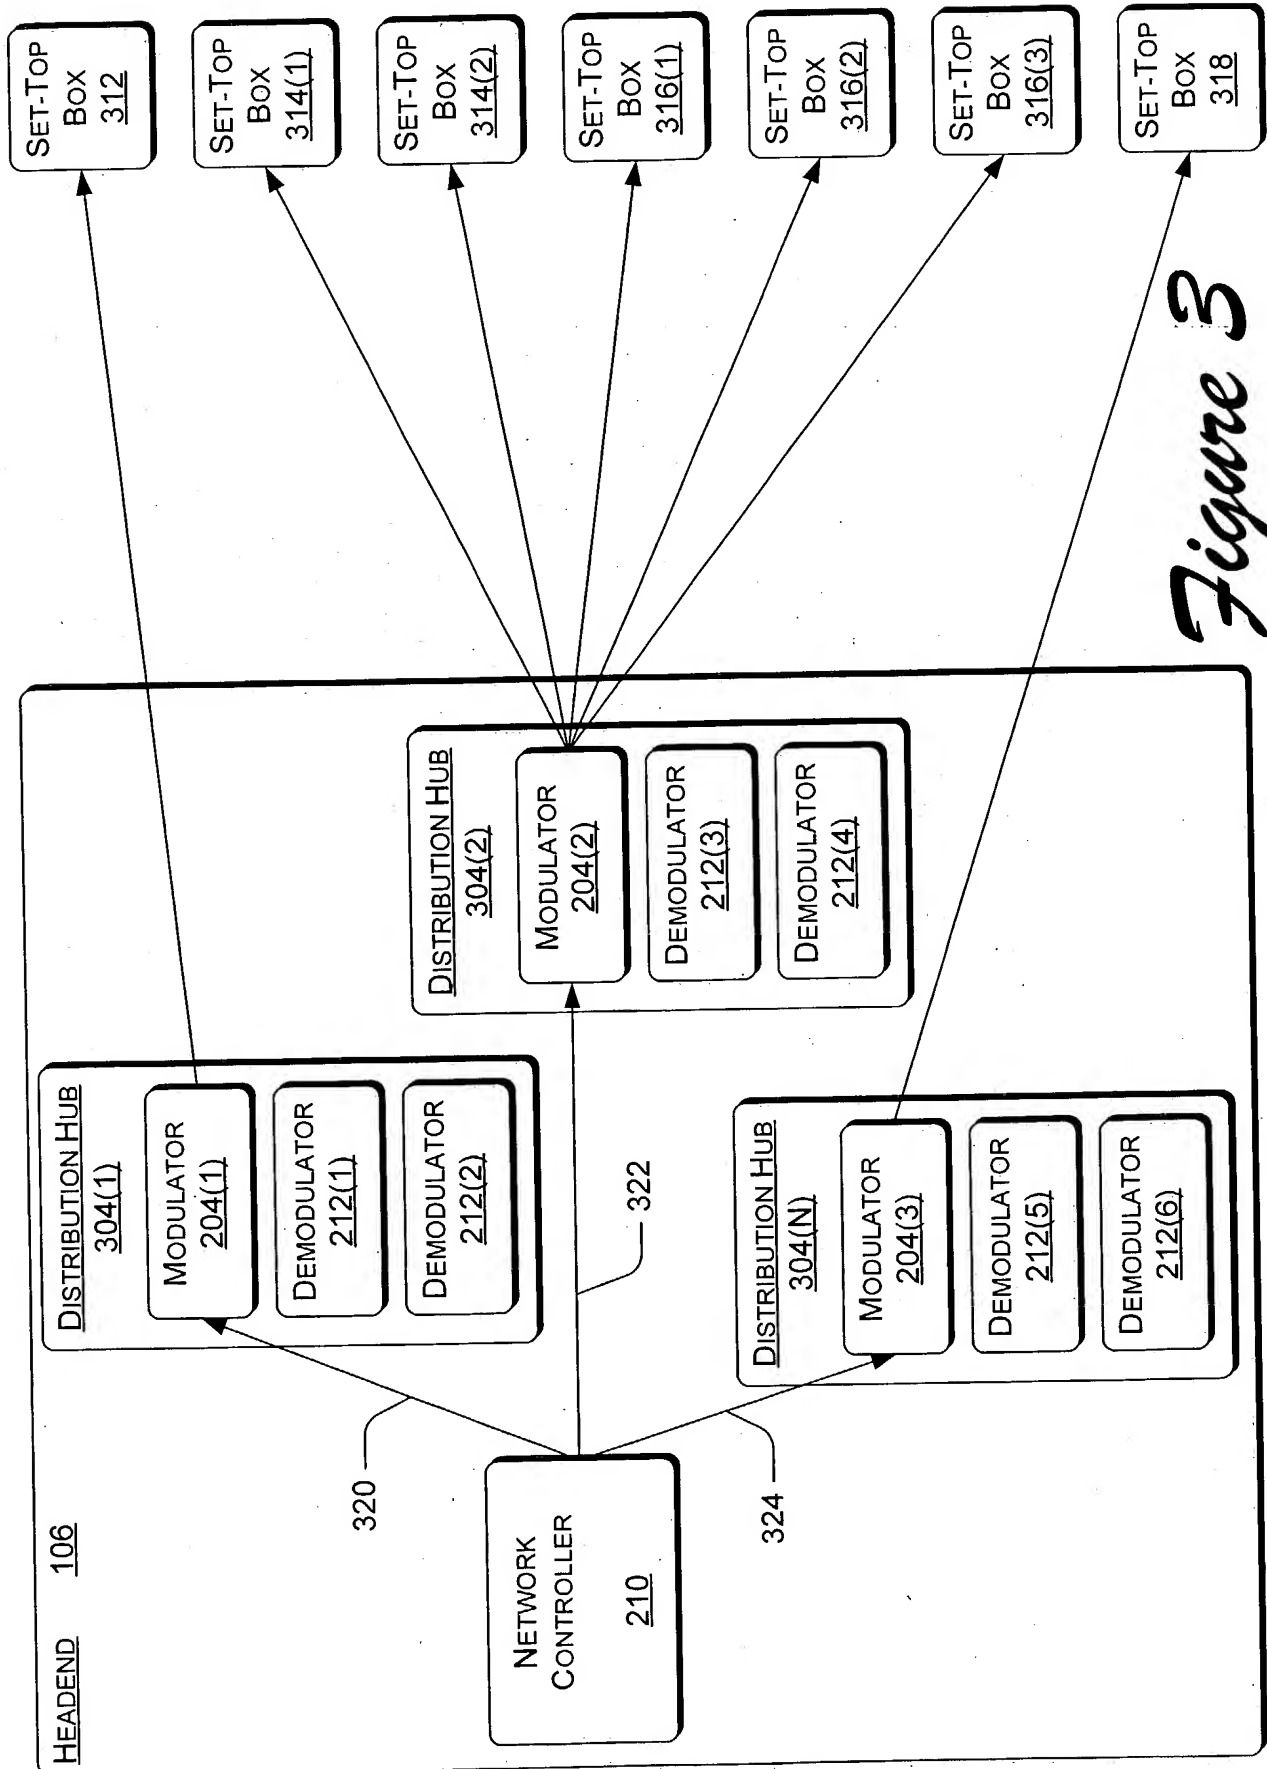 HEADEND 106
NETWORK
CONTROLLER
210
320
322
324
DISTRIBUTION HUB
304(1)
MODULATOR
204(1)
DEMODULATOR
212(1)
DEMODULATOR
212(2)
DISTRIBUTION HUB
304(2)
MODULATOR
204(2)
DEMODULATOR
212(3)
DEMODULATOR
212(4)
DISTRIBUTION HUB
304(N)
MODULATOR
204(3)
DEMODULATOR
212(5)
DEMODULATOR
212(6)
SET-TOP
BOX
312
SET-TOP
BOX
314(1)
SET-TOP
BOX
314(2)
SET-TOP
BOX
316(1)
SET-TOP
BOX
316(2)
SET-TOP
BOX
316(3)
SET-TOP
BOX
318
Figure 3